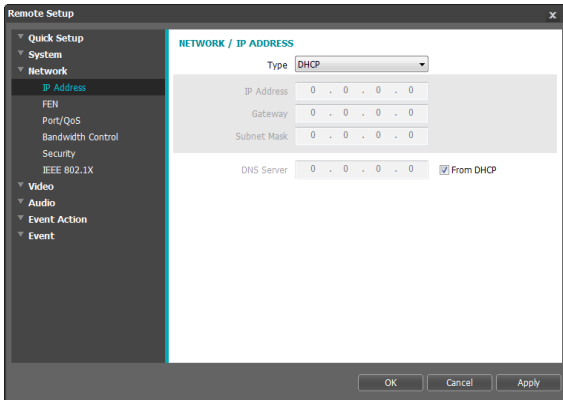 Remote Setup x
Quick Setup
System
Network
IP Address
FEN
Port/QoS
Bandwidth Control
Security
IEEE 802.1X
Video
Audio
Event Action
Event
NETWORK / IP ADDRESS
Type DHCP
IP Address 0 . 0 . 0 . 0
Gateway 0 . 0 . 0 . 0
Subnet Mask 0 . 0 . 0 . 0
DNS Server 0 . 0 . 0 . 0 From DHCP
OK Cancel Apply